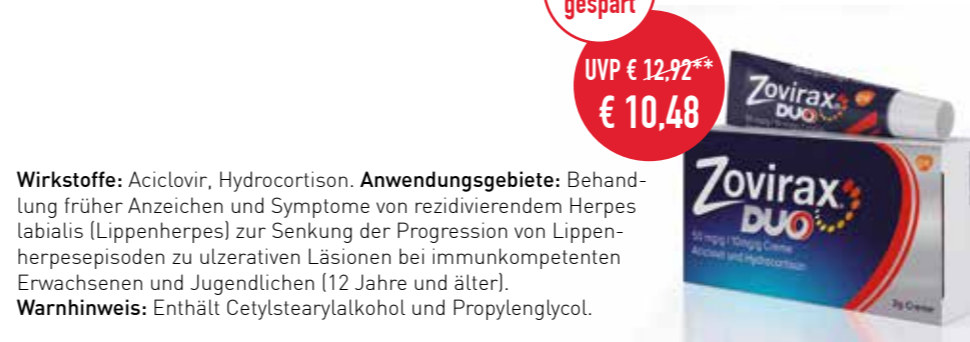 gespart
UVP € 12,92**
€ 10,48
Zovirax
DUO
Zovirax
DUO
50 mg/g / 10mg/g Creme
Aciclovir und Hydrocortison
2g Creme
Wirkstoffe: Aciclovir, Hydrocortison. Anwendungsgebiete: Behand-
lung früher Anzeichen und Symptome von rezidivierendem Herpes
labialis (Lippenherpes) zur Senkung der Progression von Lippen-
herpesepisoden zu ulzerativen Läsionen bei immunkompetenten
Erwachsenen und Jugendlichen (12 Jahre und älter).
Warnhinweis: Enthält Cetylstearylalkohol und Propylenglycol.